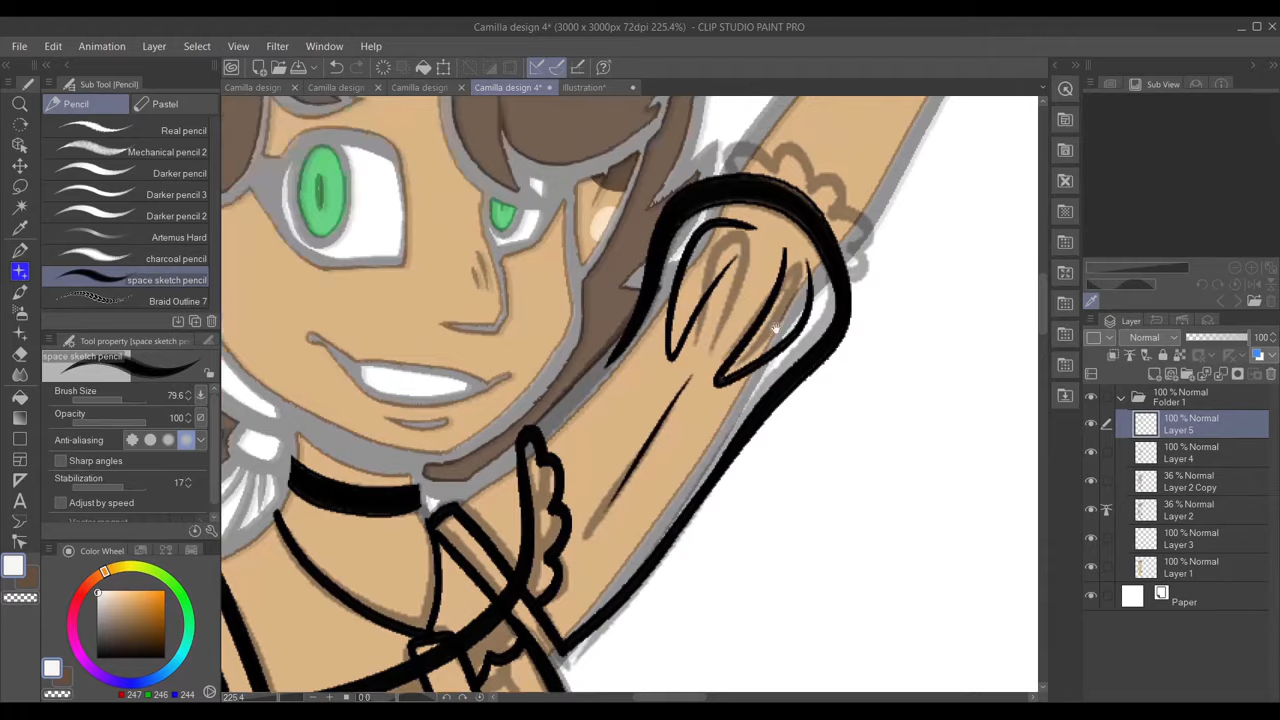 Camilla design 4* (3000 x 3000px 72dpi 225.4%) - CLIP STUDIO PAINT PRO
File Edit Animation Layer Select View Filter Window Help
Sub Tool [Pencil]
Camilla design Camilla design Camilla design Camilla design 4* Illustration*
Sub View
Pencil Pastel
Real pencil
Mechanical pencil 2
Darker pencil
Darker pencil 3
Darker pencil 2
Artemus Hard
charcoal pencil
space sketch pencil
Braid Outline 7
Tool property [space sketch pen
space sketch pencil
Brush Size 79.6
Opacity 100
Anti-aliasing
Sharp angles
Stabilization 17
Adjust by speed
Color Wheel
247 246 244
225.4 0.0
Layer
Normal 100
100 % Normal
Folder 1
100 % Normal
Layer 5
100 % Normal
Layer 4
36 % Normal
Layer 2 Copy
36 % Normal
Layer 2
100 % Normal
Layer 3
100 % Normal
Layer 1
Paper